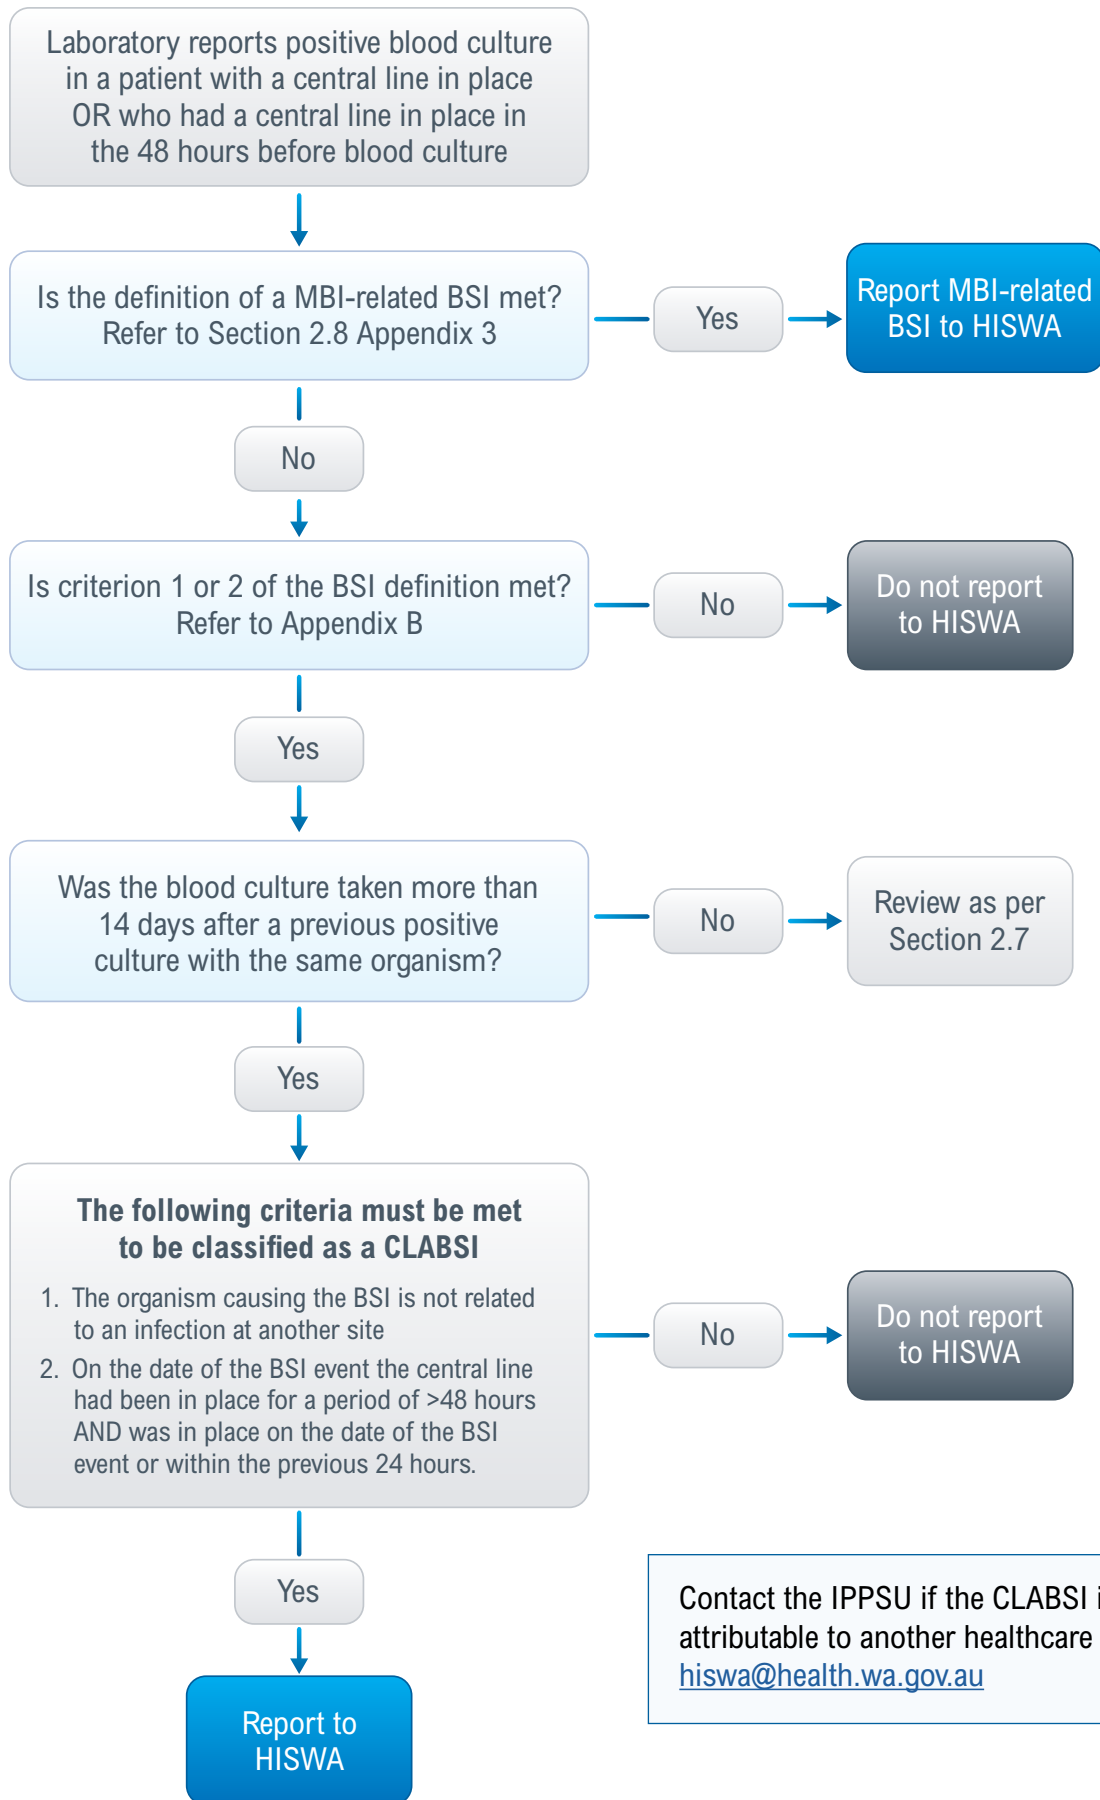 Laboratory reports positive blood culture
in a patient with a central line in place
OR who had a central line in place in
the 48 hours before blood culture
Is the definition of a MBI-related BSI met?
Refer to Section 2.8 Appendix 3
Yes
Report MBI-related
BSI to HISWA
No
Is criterion 1 or 2 of the BSI definition met?
Refer to Appendix B
No
Do not report
to HISWA
Yes
Was the blood culture taken more than
14 days after a previous positive
culture with the same organism?
No
Review as per
Section 2.7
Yes
The following criteria must be met
to be classified as a CLABSI
1. The organism causing the BSI is not related
to an infection at another site
2. On the date of the BSI event the central line
had been in place for a period of >48 hours
AND was in place on the date of the BSI
event or within the previous 24 hours.
No
Do not report
to HISWA
Yes
Report to
HISWA
Contact the IPPSU if the CLABSI
attributable to another healthcare
hiswa@health.wa.gov.au